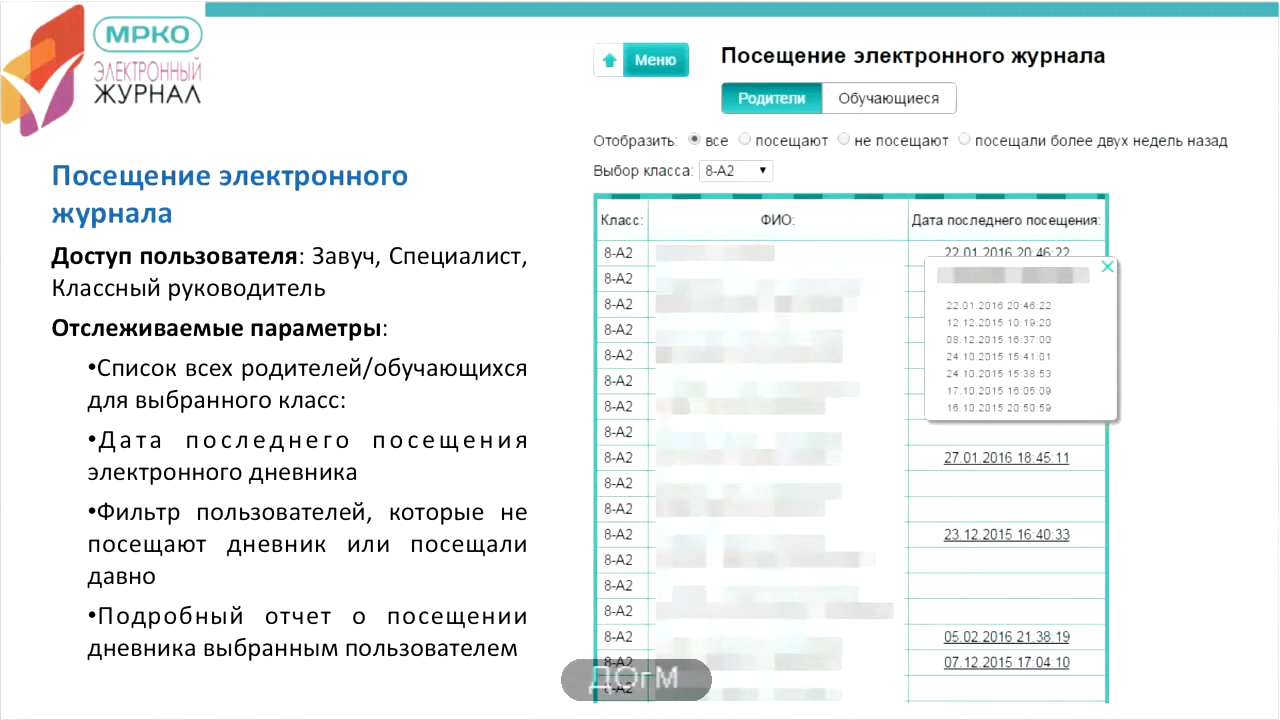 МРКО
ЭЛЕКТРОННЫЙ
ЖУРНАЛ
Посещение электронного
журнала
Доступ пользователя: Завуч, Специалист,
Классный руководитель
Отслеживаемые параметры:
•Список всех родителей/обучающихся
для выбранного класс:
•Дата последнего посещения
электронного дневника
•Фильтр пользователей, которые не
посещают дневник или посещали
давно
•Подробный отчет о посещении
дневника выбранным пользователем
Меню
Посещение электронного журнала
Родители Обучающиеся
Отобразить: все посещают не посещают посещали более двух недель назад
Выбор класса: 8-А2
Класс: ФИО: Дата последнего посещения:
8-А2 22.01.2016 20:46:22
8-А2
8-А2
8-А2
8-А2
8-А2
8-А2
8-А2
22.01.2016 20:46:22
12.12.2015 10:19:20
08.12.2015 16:37:00
24.10.2015 15:41:01
24.10.2015 15:38:53
17.10.2015 16:05:09
16.10.2015 20:50:59
8-А2 27.01.2016 18:45:11
8-А2
8-А2
8-А2 23.12.2015 16:40:33
8-А2
8-А2
8-А2
8-А2 05.02.2016 21:38:19
8-А2 07.12.2015 17:04:10
8-А2
ДОгМ